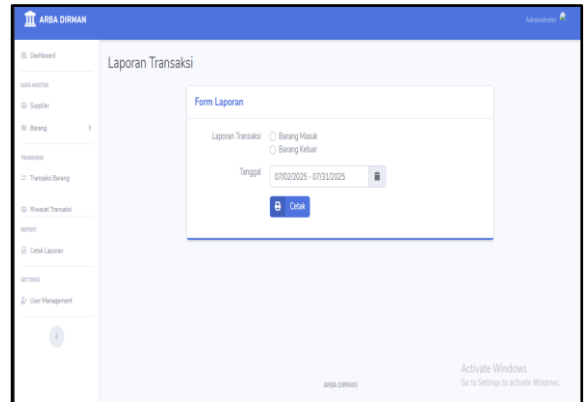 ARBA DIRMAN
Administrator
Dashboard
DATA MASTER
Supplier
Barang
TRANSAKSI
Transaksi Barang
Riwayat Transaksi
REPORT
Cetak Laporan
SETTINGS
User Management
Laporan Transaksi
Form Laporan
Laporan Transaksi
Barang Masuk
Barang Keluar
Tanggal
07/02/2025 - 07/31/2025
Cetak
Activate Windows
Go to Settings to activate Windows.
ARBA DIRMAN